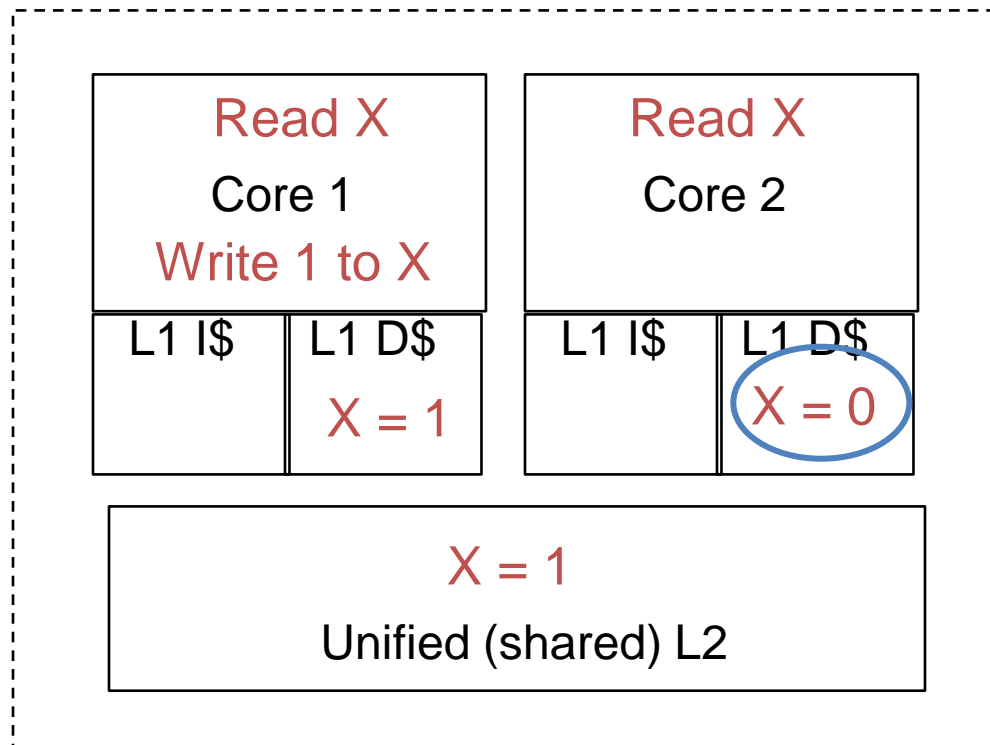 Read X
Core 1
Write 1 to X
L1 I$
L1 D$
X = 1
Read X
Core 2
L1 I$
L1 D$
X = 0
X = 1
Unified (shared) L2